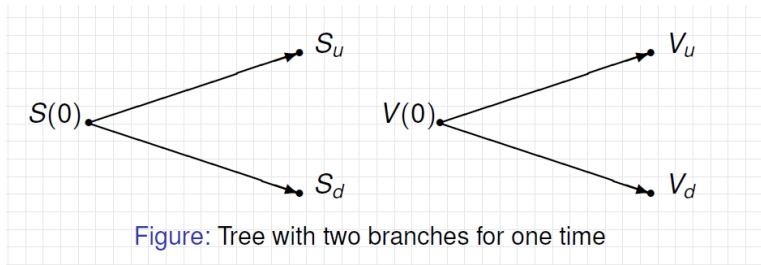 S_u V_u
S(0) V(0)
S_d V_d
Figure: Tree with two branches for one time